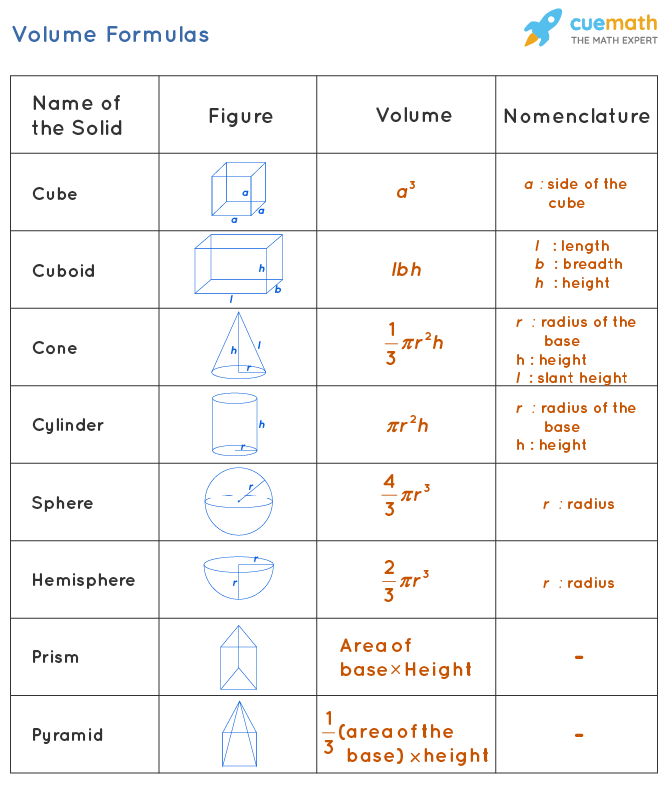 Volume Formulas
cuemath
THE MATH EXPERT
Name of
the Solid
Figure
Volume
Nomenclature
Cube
a
a
a
a³
a : side of the
cube
Cuboid
h
b
l
lbh
l : length
b : breadth
h : height
Cone
h
l
r
1/3 πr²h
r : radius of the
base
h : height
l : slant height
Cylinder
h
r
πr²h
r : radius of the
base
h : height
Sphere
r
4/3 πr³
r : radius
Hemisphere
r
r
2/3 πr³
r : radius
Prism
Area of
base×Height
-
Pyramid
1/3 (area of the
base) ×height
-